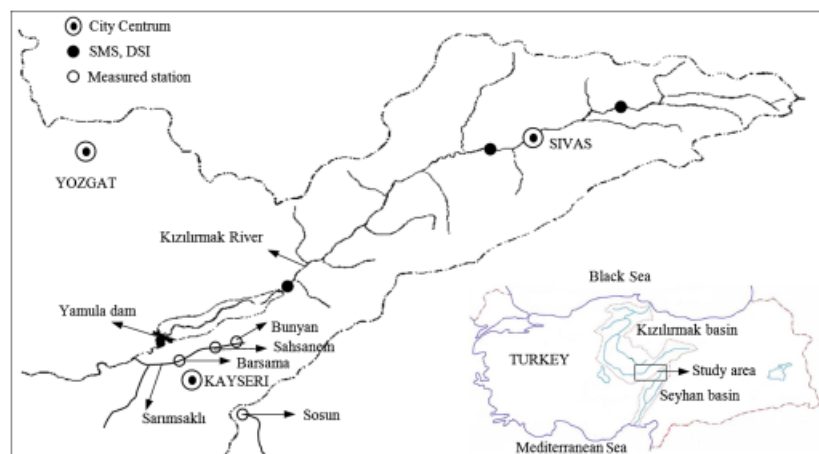 City Centrum
SMS, DSI
Measured station
SIVAS
YOZGAT
Kızılırmak River
Black Sea
Yamula dam
Bunyan
Kızılırmak basin
Sahsanem
TURKEY
Barsama
Study area
KAYSERI
Seyhan basin
Sarımsaklı
Sosun
Mediterranean Sea